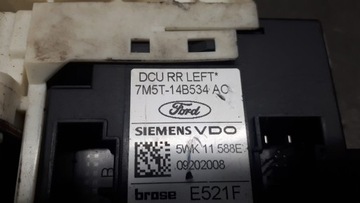 DCU RR LEFT*
7M5T-14B534 AC
Ford
SIEMENS VDO
5WK 11 588E
09202008
brose E521F